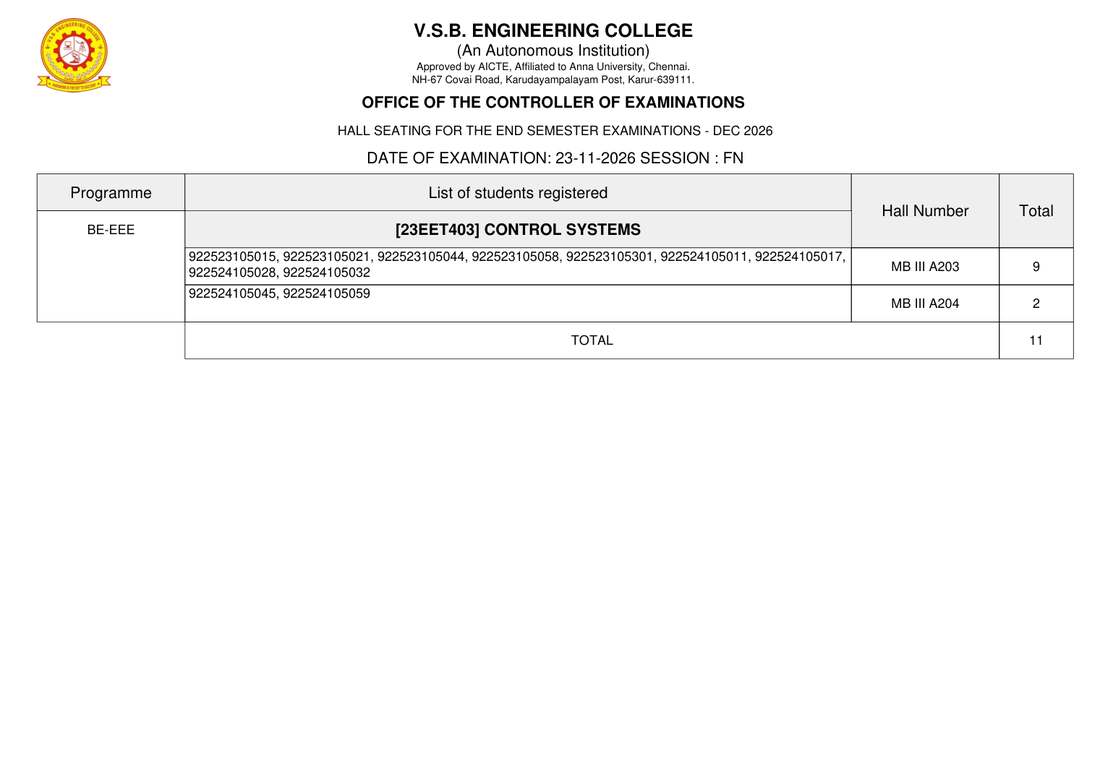 V.S.B. ENGINEERING COLLEGE
(An Autonomous Institution)
Approved by AICTE, Affiliated to Anna University, Chennai.
NH-67 Covai Road, Karudayampalayam Post, Karur-639111.
OFFICE OF THE CONTROLLER OF EXAMINATIONS
HALL SEATING FOR THE END SEMESTER EXAMINATIONS - DEC 2026
DATE OF EXAMINATION: 23-11-2026 SESSION : FN
Programme List of students registered Hall Number Total
BE-EEE [23EET403] CONTROL SYSTEMS
922523105015, 922523105021, 922523105044, 922523105058, 922523105301, 922524105011, 922524105017,
922524105028, 922524105032 MB III A203 9
922524105045, 922524105059 MB III A204 2
TOTAL 11